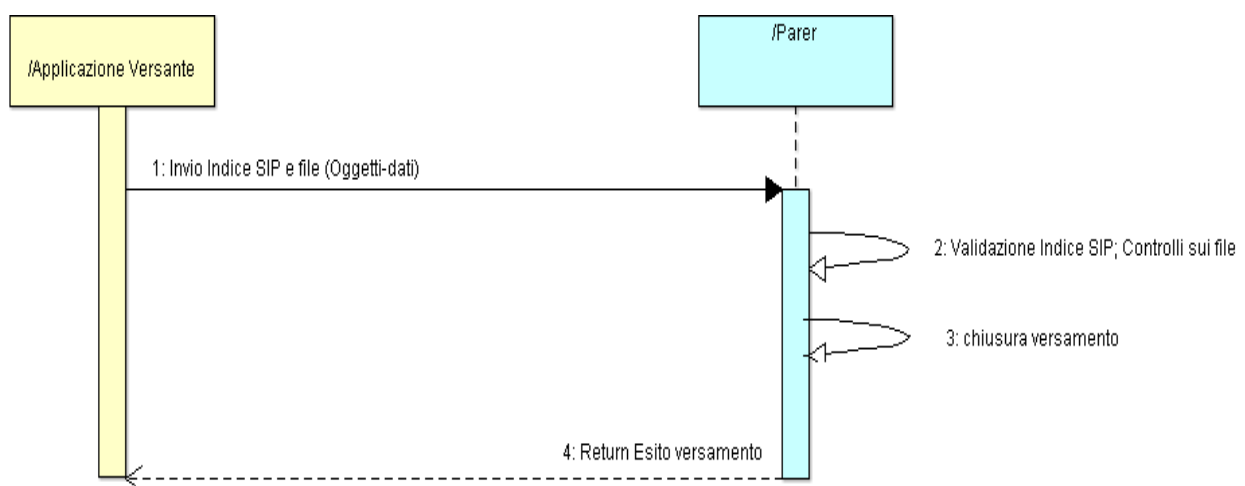 /Applicazione Versante
/Parer
1: Invio Indice SIP e file (Oggetti-dati)
2: Validazione Indice SIP; Controlli sui file
3: chiusura versamento
4: Return Esito versamento